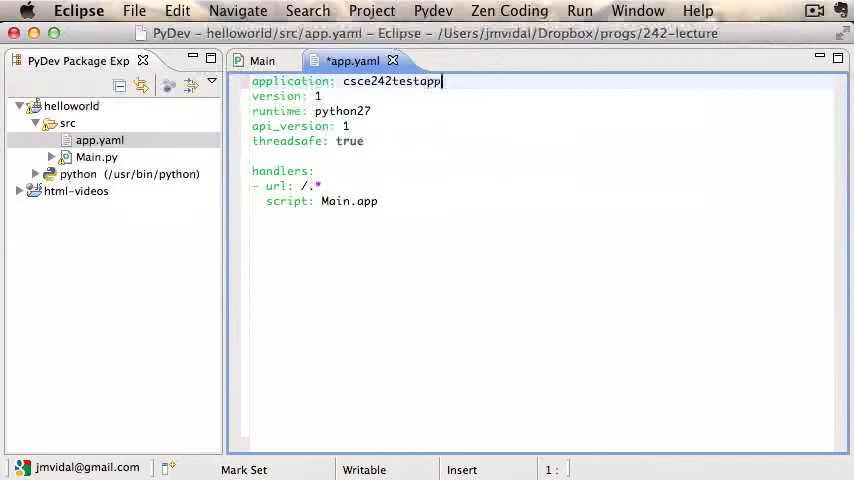 Eclipse File Edit Navigate Search Project Pydev Zen Coding Run Window Help
PyDev – helloworld/src/app.yaml – Eclipse – /Users/jmvidal/Dropbox/progs/242-lecture
PyDev Package Exp
Main
*app.yaml
helloworld
src
app.yaml
Main.py
python (/usr/bin/python)
html-videos
application: csce242testapp
version: 1
runtime: python27
api_version: 1
threadsafe: true
handlers:
- url: /.*
script: Main.app
jmvidal@gmail.com
Mark Set
Writable
Insert
1 :